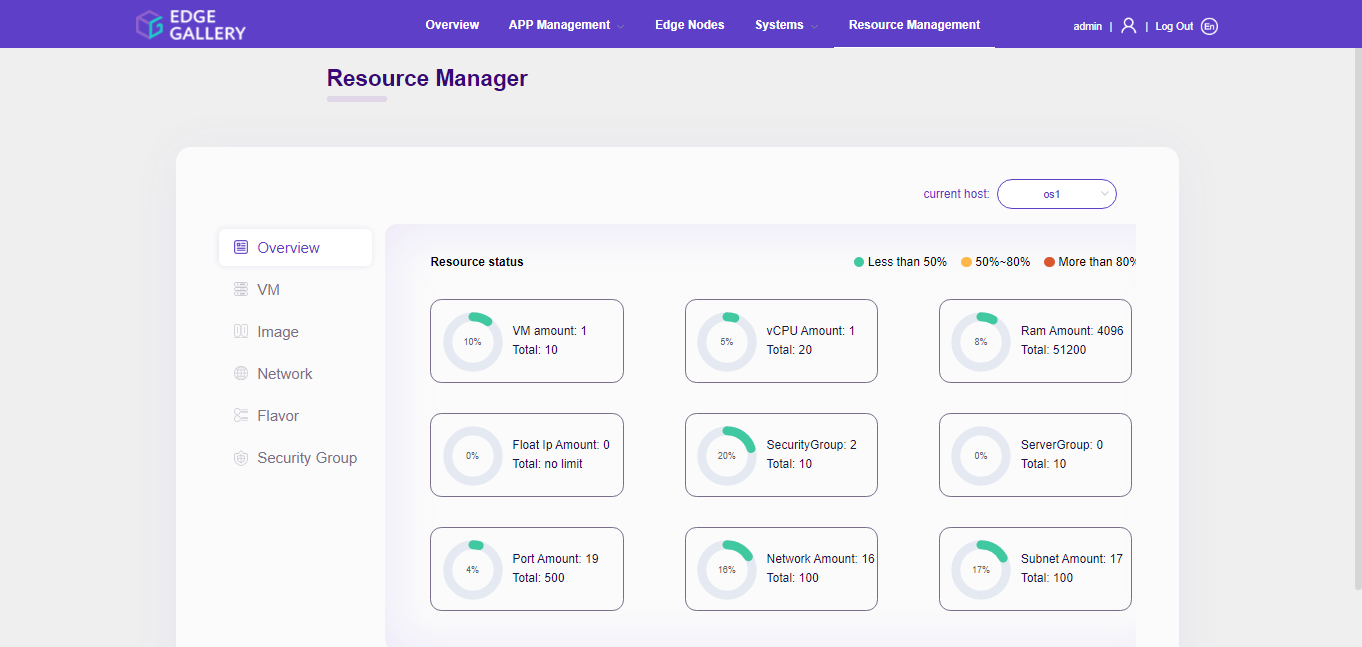 EDGE GALLERY
Overview APP Management Edge Nodes Systems Resource Management
admin | | Log Out En
Resource Manager
current host: os1
Overview
VM
Image
Network
Flavor
Security Group
Resource status
Less than 50% 50%~80% More than 80%
10% VM amount: 1
Total: 10
5% vCPU Amount: 1
Total: 20
8% Ram Amount: 4096
Total: 51200
0% Float Ip Amount: 0
Total: no limit
20% SecurityGroup: 2
Total: 10
0% ServerGroup: 0
Total: 10
4% Port Amount: 19
Total: 500
16% Network Amount: 16
Total: 100
17% Subnet Amount: 17
Total: 100